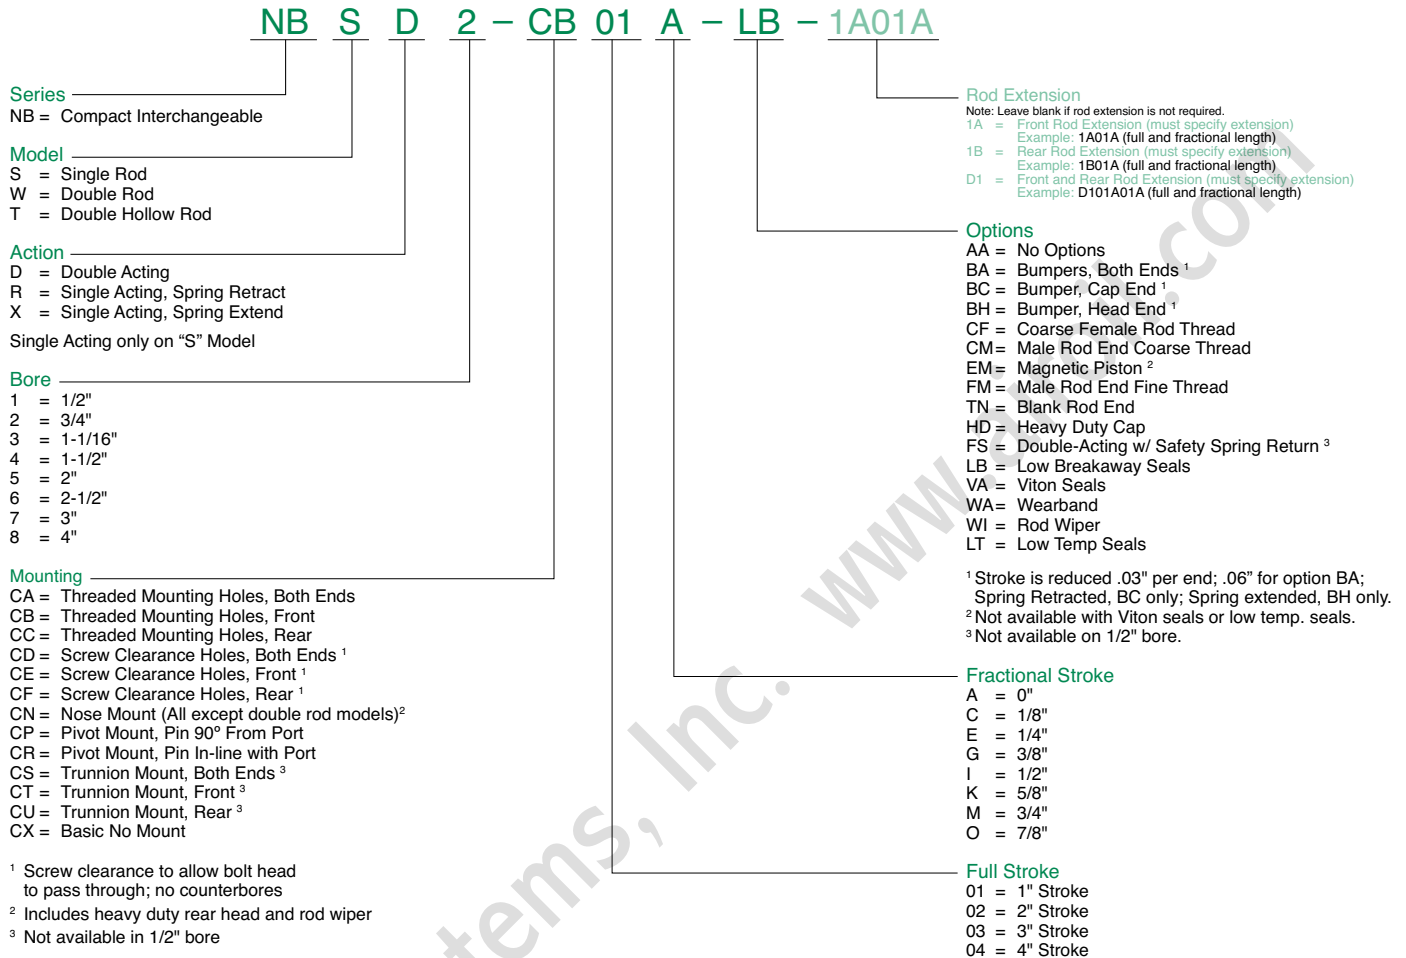 NB S D 2 – CB 01 A – LB – 1A01A
Series
NB = Compact Interchangeable
Model
S = Single Rod
W = Double Rod
T = Double Hollow Rod
Action
D = Double Acting
R = Single Acting, Spring Retract
X = Single Acting, Spring Extend
Single Acting only on “S” Model
Bore
1 = 1/2"
2 = 3/4"
3 = 1-1/16"
4 = 1-1/2"
5 = 2"
6 = 2-1/2"
7 = 3"
8 = 4"
Mounting
CA = Threaded Mounting Holes, Both Ends
CB = Threaded Mounting Holes, Front
CC = Threaded Mounting Holes, Rear
CD = Screw Clearance Holes, Both Ends ¹
CE = Screw Clearance Holes, Front ¹
CF = Screw Clearance Holes, Rear ¹
CN = Nose Mount (All except double rod models)²
CP = Pivot Mount, Pin 90º From Port
CR = Pivot Mount, Pin In-line with Port
CS = Trunnion Mount, Both Ends ³
CT = Trunnion Mount, Front ³
CU = Trunnion Mount, Rear ³
CX = Basic No Mount
¹ Screw clearance to allow bolt head
to pass through; no counterbores
² Includes heavy duty rear head and rod wiper
³ Not available in 1/2" bore
Rod Extension
Note: Leave blank if rod extension is not required.
1A = Front Rod Extension (must specify extension)
Example: 1A01A (full and fractional length)
1B = Rear Rod Extension (must specify extension)
Example: 1B01A (full and fractional length)
D1 = Front and Rear Rod Extension (must specify extension)
Example: D101A01A (full and fractional length)
Options
AA = No Options
BA = Bumpers, Both Ends ¹
BC = Bumper, Cap End ¹
BH = Bumper, Head End ¹
CF = Coarse Female Rod Thread
CM = Male Rod End Coarse Thread
EM = Magnetic Piston ²
FM = Male Rod End Fine Thread
TN = Blank Rod End
HD = Heavy Duty Cap
FS = Double-Acting w/ Safety Spring Return ³
LB = Low Breakaway Seals
VA = Viton Seals
WA = Wearband
WI = Rod Wiper
LT = Low Temp Seals
¹ Stroke is reduced .03" per end; .06” for option BA;
Spring Retracted, BC only; Spring extended, BH only.
² Not available with Viton seals or low temp. seals.
³ Not available on 1/2" bore.
Fractional Stroke
A = 0"
C = 1/8"
E = 1/4"
G = 3/8"
I = 1/2"
K = 5/8"
M = 3/4"
O = 7/8"
Full Stroke
01 = 1" Stroke
02 = 2" Stroke
03 = 3" Stroke
04 = 4" Stroke
tems, Inc. www.airoil.com